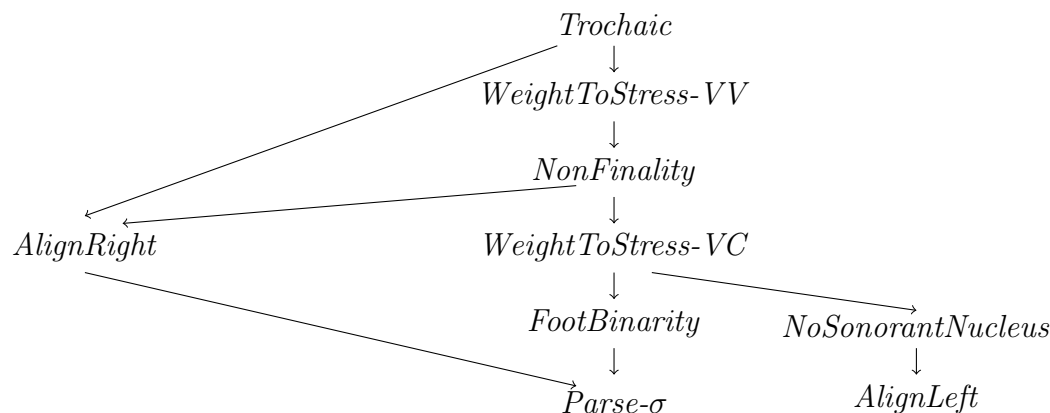 Trochaic
WeightToStress-VV
NonFinality
AlignRight WeightToStress-VC
FootBinarity NoSonorantNucleus
Parse-σ AlignLeft